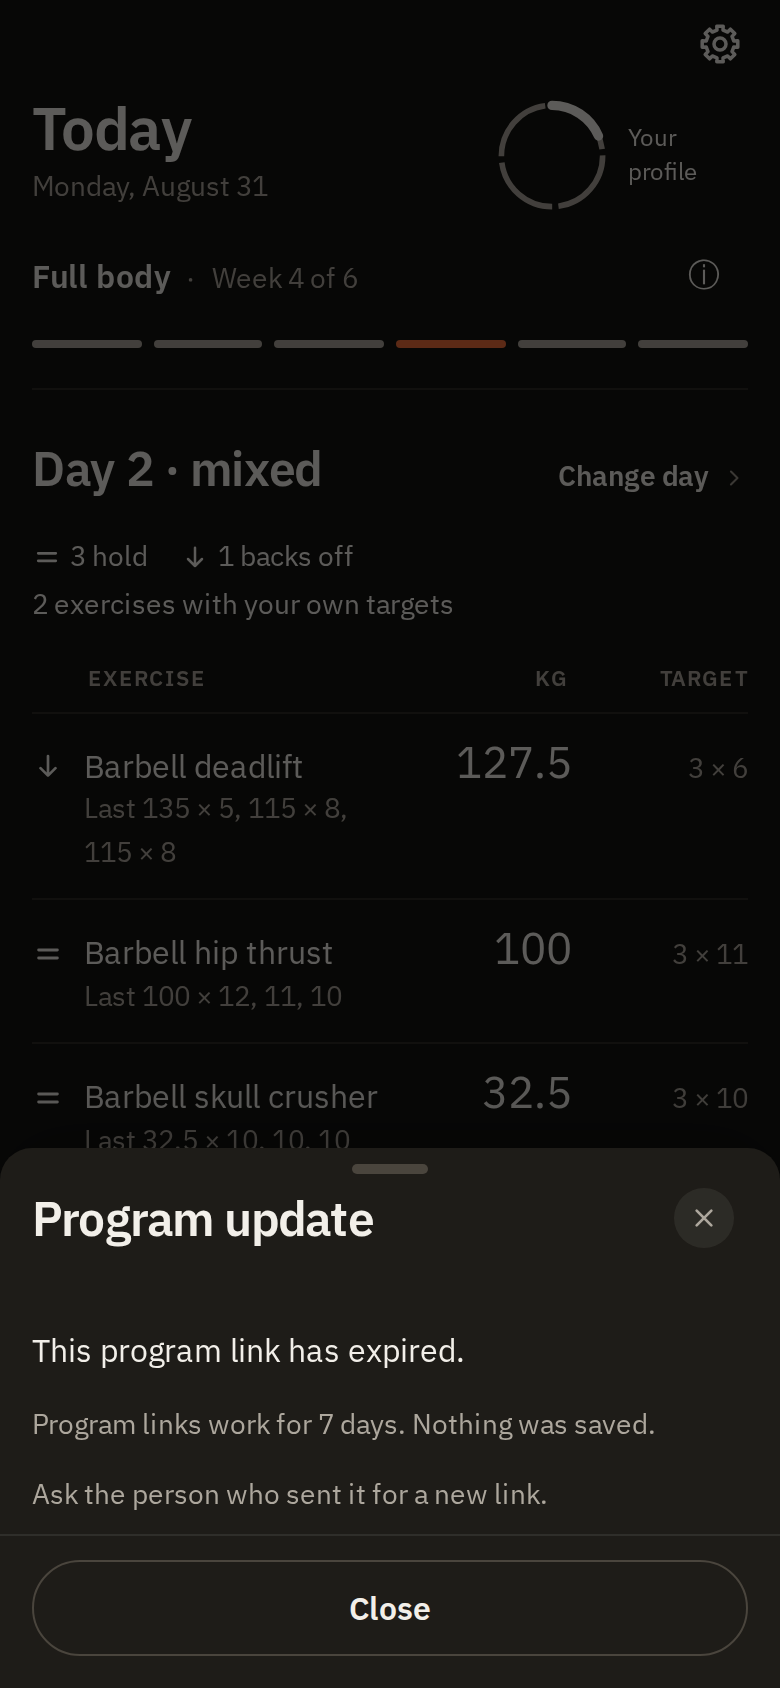 Today
Monday, August 31
Your
profile
Full body · Week 4 of 6
Day 2 · mixed
Change day
= 3 hold ↓ 1 backs off
2 exercises with your own targets
EXERCISE KG TARGET
↓ Barbell deadlift 127.5 3 × 6
Last 135 × 5, 115 × 8,
115 × 8
= Barbell hip thrust 100 3 × 11
Last 100 × 12, 11, 10
= Barbell skull crusher 32.5 3 × 10
Last 32.5 × 10, 10, 10
Program update
This program link has expired.
Program links work for 7 days. Nothing was saved.
Ask the person who sent it for a new link.
Close